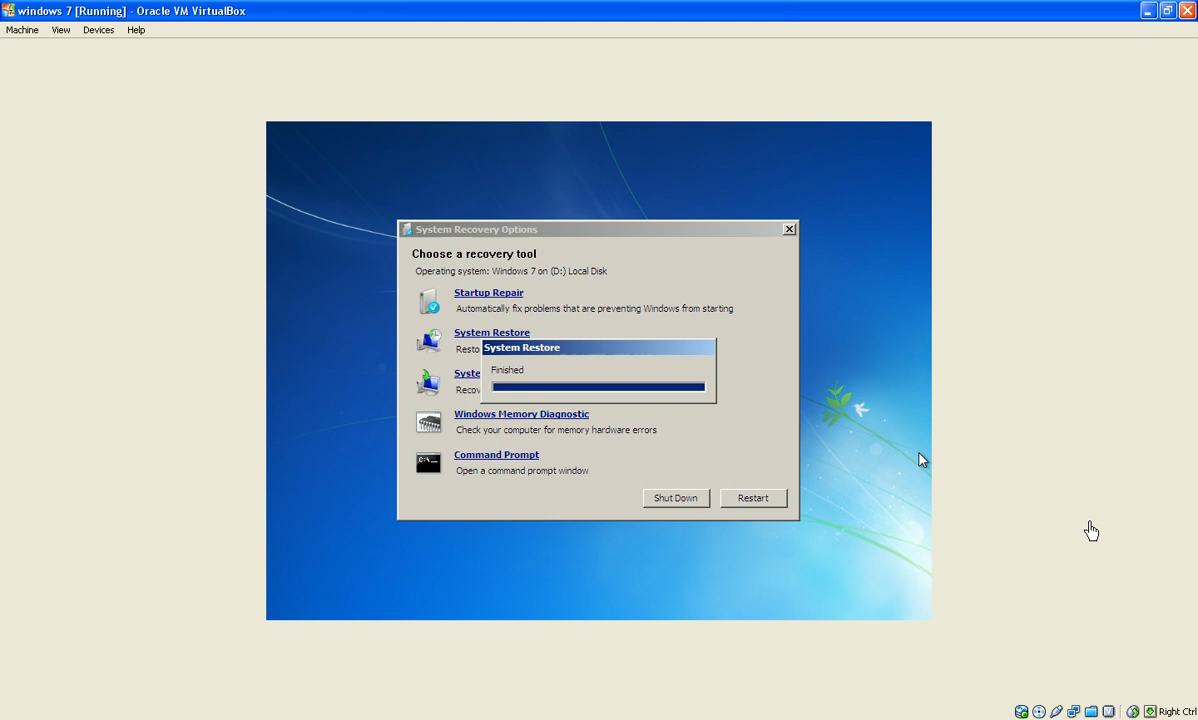 windows 7 [Running] - Oracle VM VirtualBox
Machine View Devices Help
System Recovery Options
Choose a recovery tool
Operating system: Windows 7 on (D:) Local Disk
Startup Repair
Automatically fix problems that are preventing Windows from starting
System Restore
Resto
System Restore
Finished
Syste
Recov
Windows Memory Diagnostic
Check your computer for memory hardware errors
C:\_
Command Prompt
Open a command prompt window
Shut Down Restart
Right Ctrl